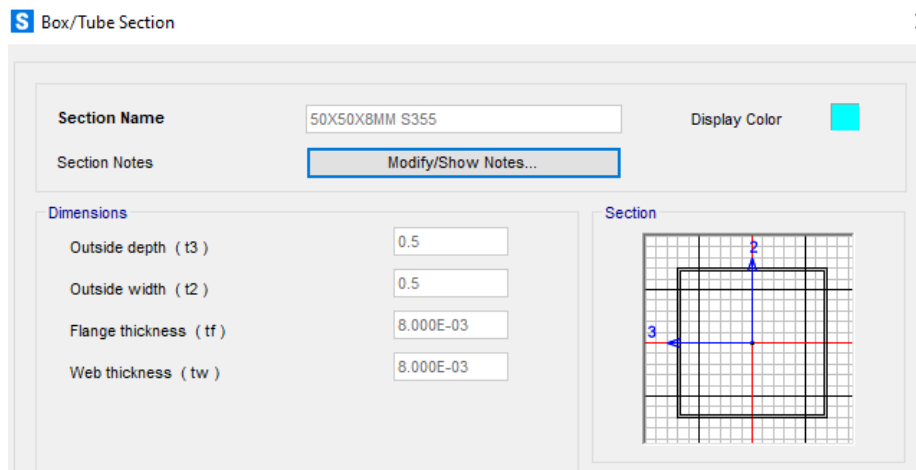 S Box/Tube Section
Section Name 50X50X8MM S355 Display Color
Section Notes Modify/Show Notes...
Dimensions
Outside depth ( t3 ) 0.5
Outside width ( t2 ) 0.5
Flange thickness ( tf ) 8.000E-03
Web thickness ( tw ) 8.000E-03
Section
2
3